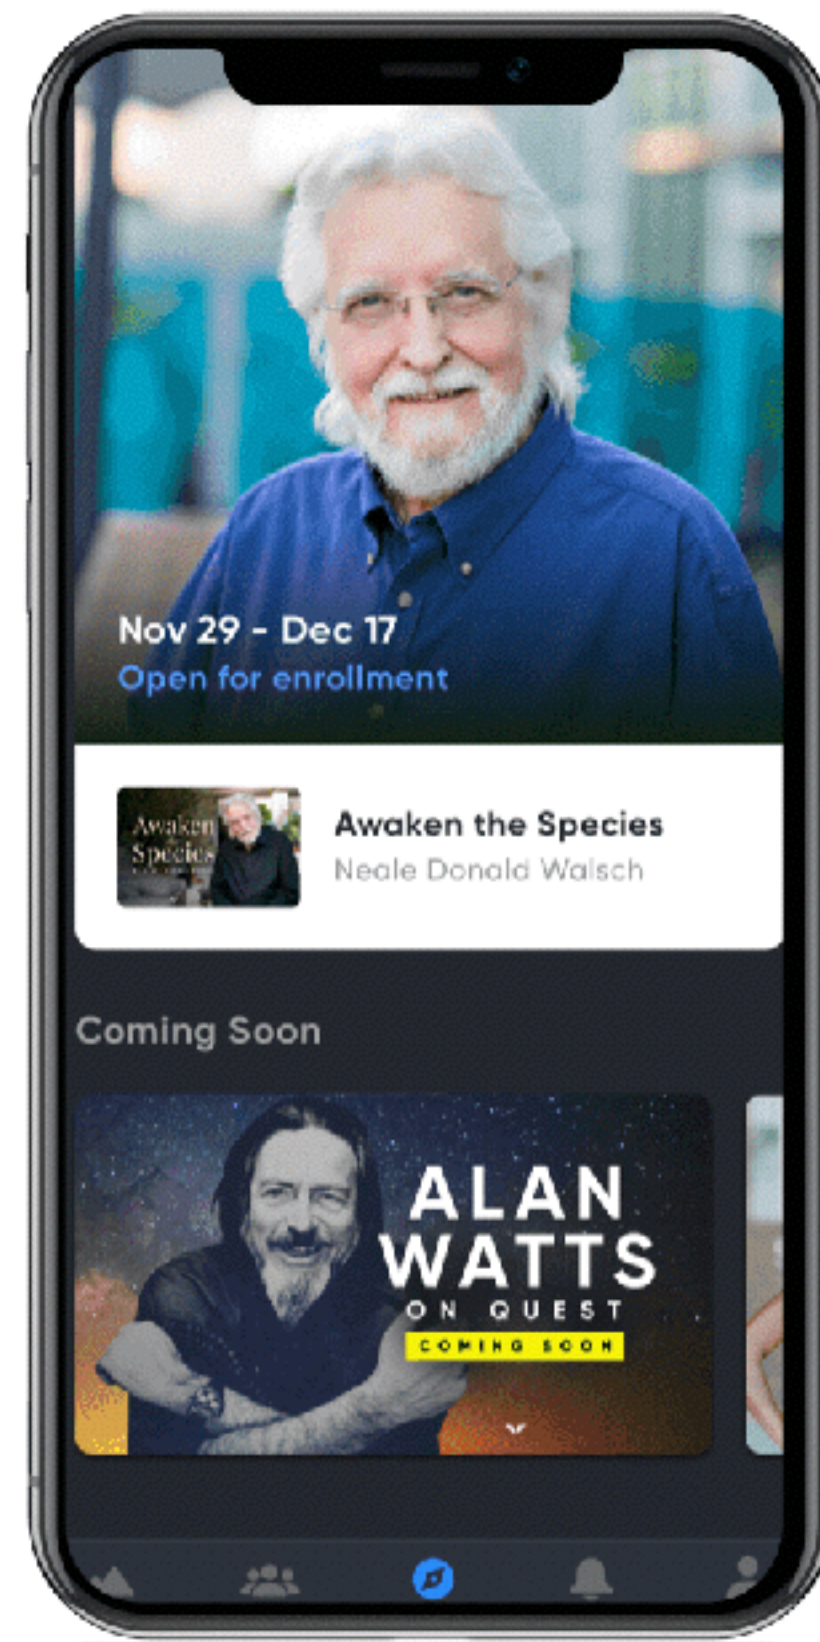 Nov 29 - Dec 17
Open for enrollment
Awaken
Species
Awaken the Species
Neale Donald Walsch
Coming Soon
ALAN
WATTS
ON QUEST
COMING SOON